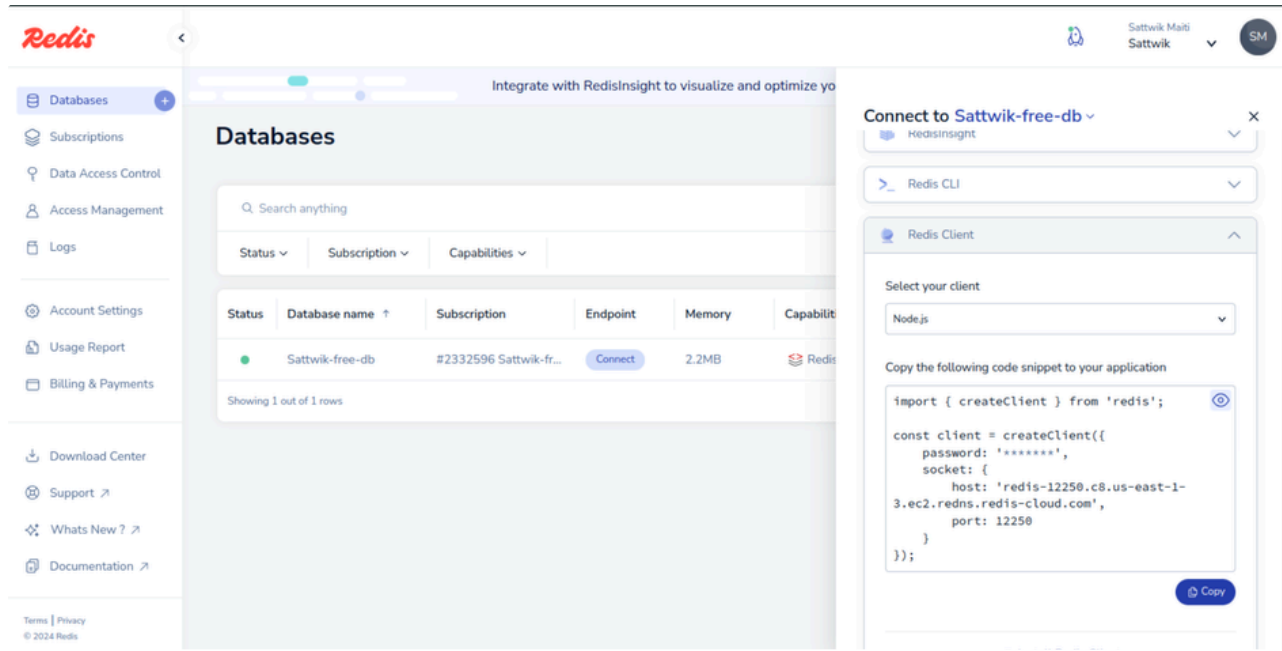 Redis
Sattwik Maiti
Sattwik
SM
Databases
Subscriptions
Data Access Control
Access Management
Logs
Account Settings
Usage Report
Billing & Payments
Download Center
Support
Whats New ?
Documentation
Terms | Privacy
© 2024 Redis
Integrate with RedisInsight to visualize and optimize yo
Databases
Search anything
Status Subscription Capabilities
Status Database name ↑ Subscription Endpoint Memory Capabiliti
Sattwik-free-db #2332596 Sattwik-fr... Connect 2.2MB Redis
Showing 1 out of 1 rows
Connect to Sattwik-free-db
RedisInsight
>_ Redis CLI
Redis Client
Select your client
Node.js
Copy the following code snippet to your application
import { createClient } from 'redis';
const client = createClient({
password: '*******',
socket: {
host: 'redis-12250.c8.us-east-1-
3.ec2.redns.redis-cloud.com',
port: 12250
}
});
Copy